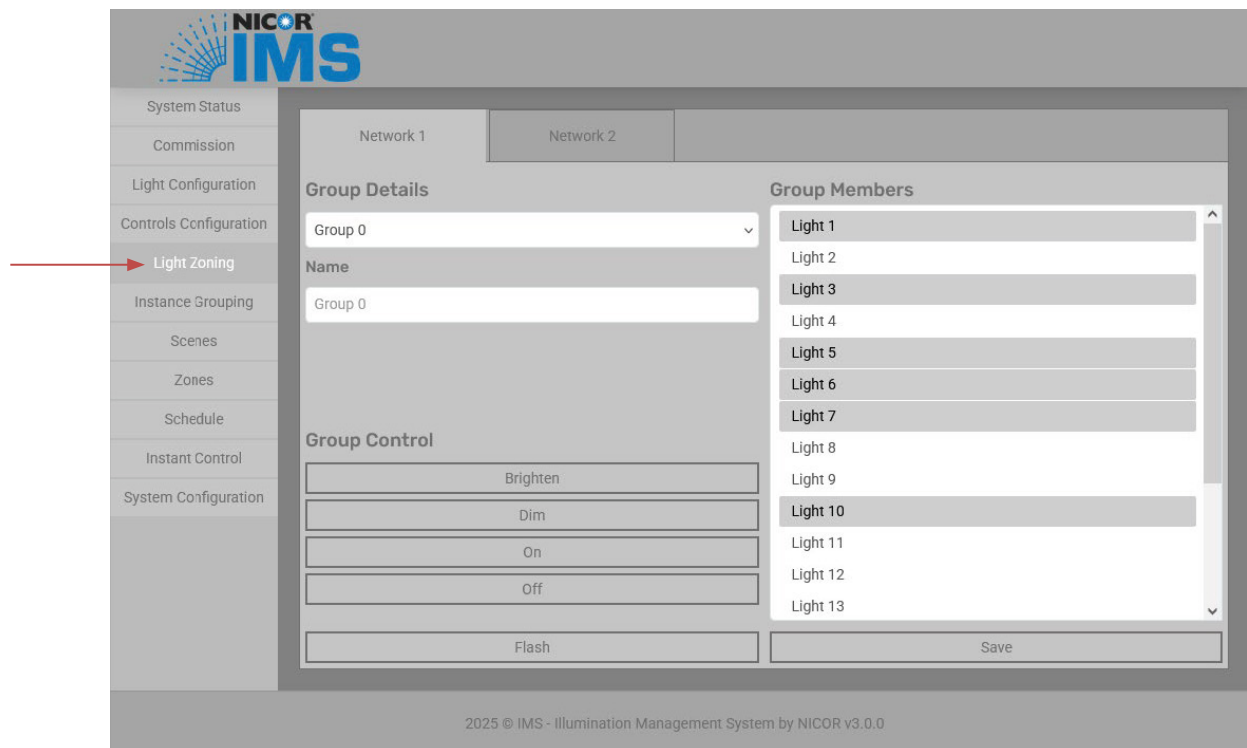 NICOR
IMS
System Status
Commission
Light Configuration
Controls Configuration
Light Zoning
Instance Grouping
Scenes
Zones
Schedule
Instant Control
System Configuration
Network 1
Network 2
Group Details
Group 0
Name
Group 0
Group Control
Brighten
Dim
On
Off
Flash
Group Members
Light 1
Light 2
Light 3
Light 4
Light 5
Light 6
Light 7
Light 8
Light 9
Light 10
Light 11
Light 12
Light 13
Save
2025 © IMS - Illumination Management System by NICOR v3.0.0